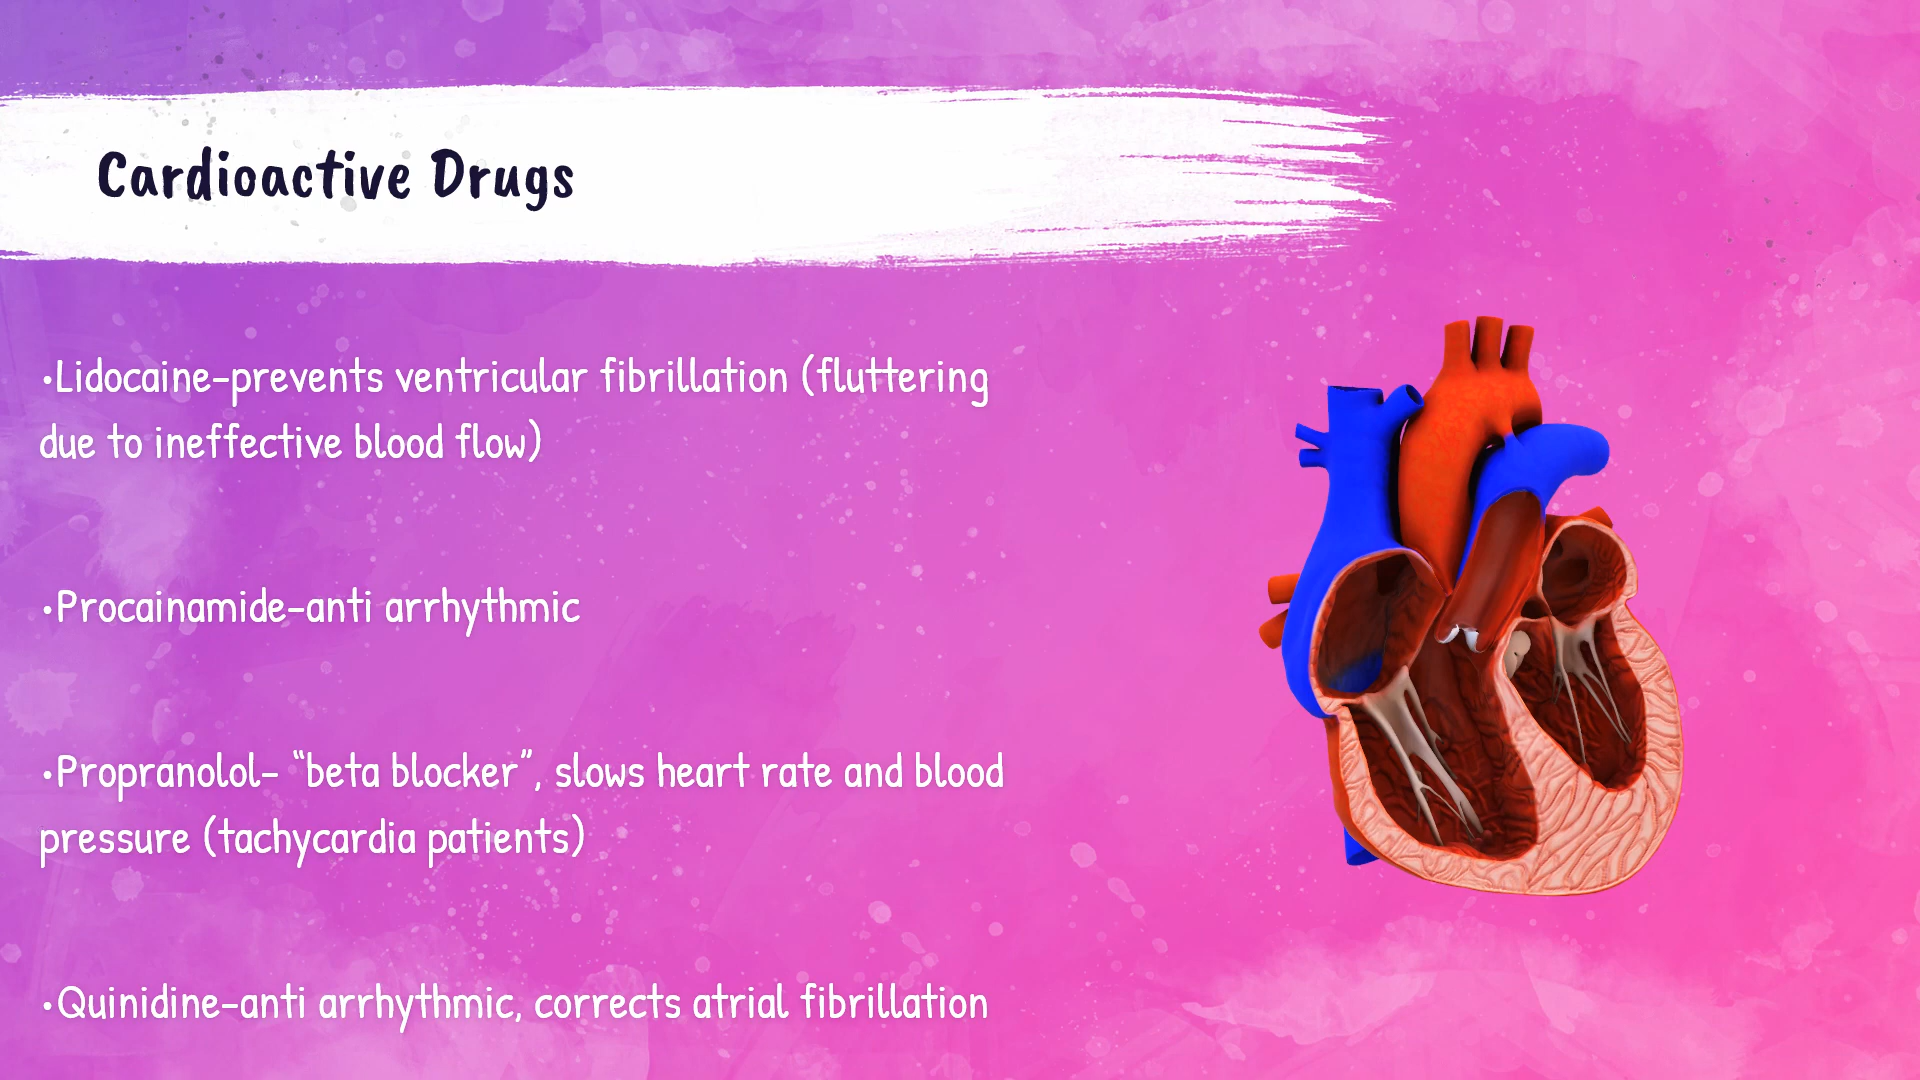 Cardioactive Drugs
•Lidocaine-prevents ventricular fibrillation (fluttering
due to ineffective blood flow)
•Procainamide-anti arrhythmic
•Propranolol- “beta blocker”, slows heart rate and blood
pressure (tachycardia patients)
•Quinidine-anti arrhythmic, corrects atrial fibrillation